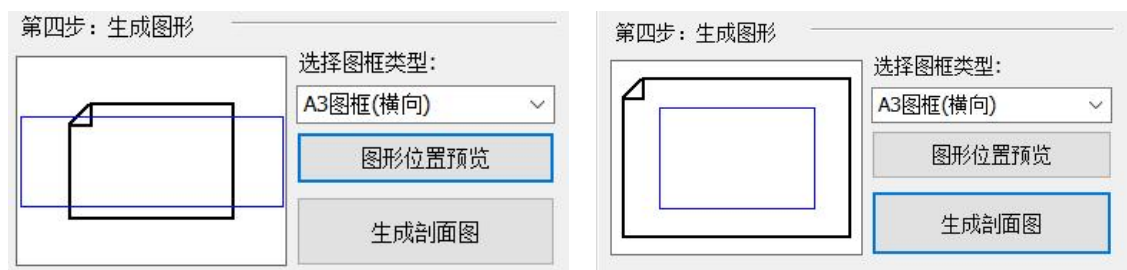 第四步：生成图形
选择图框类型：
A3图框(横向)
图形位置预览
生成剖面图
第四步：生成图形
选择图框类型：
A3图框(横向)
图形位置预览
生成剖面图